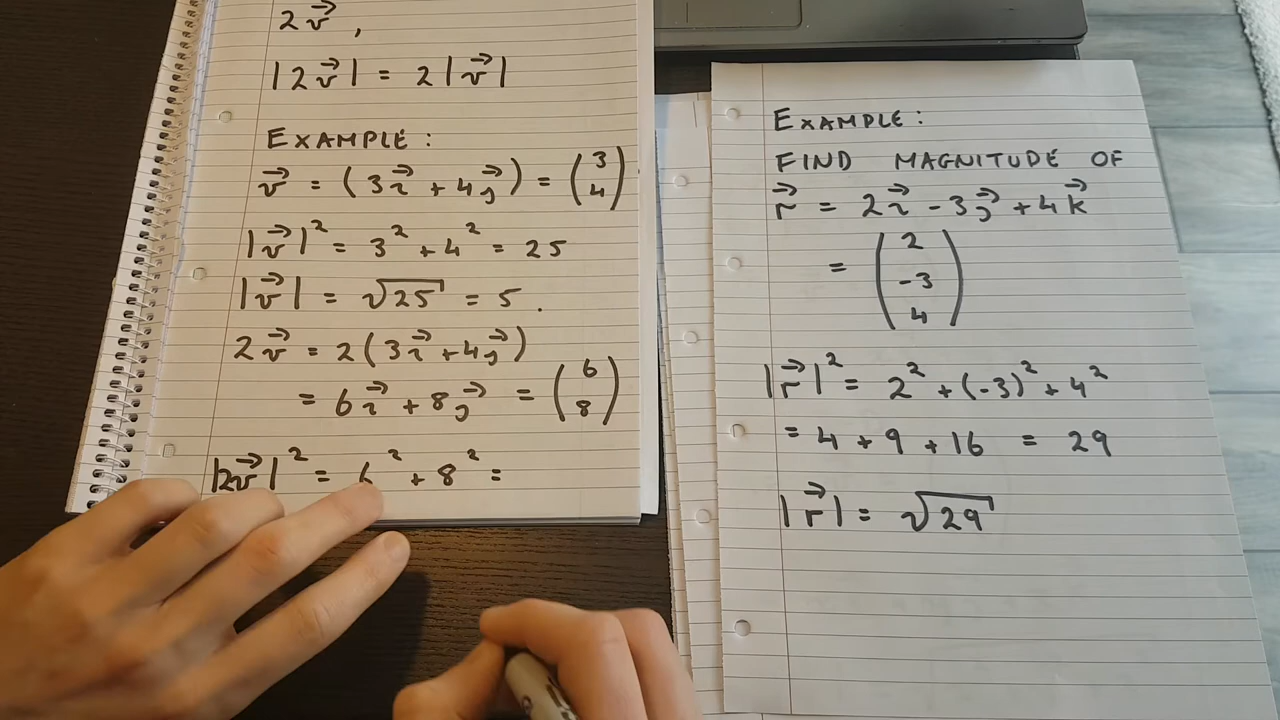 2v⃗ ,
|2v⃗| = 2|v⃗|
EXAMPLE:
v⃗ = (3i⃗ + 4j⃗) = (3 4)
|v⃗|² = 3² + 4² = 25
|v⃗| = √25 = 5.
2v⃗ = 2(3i⃗ + 4j⃗)
= 6i⃗ + 8j⃗ = (6 8)
|2v⃗|² = 6² + 8² =
EXAMPLE:
FIND MAGNITUDE OF
r⃗ = 2i⃗ - 3j⃗ + 4k⃗
= (2 -3 4)
|r⃗|² = 2² + (-3)² + 4²
= 4 + 9 + 16 = 29
|r⃗| = √29